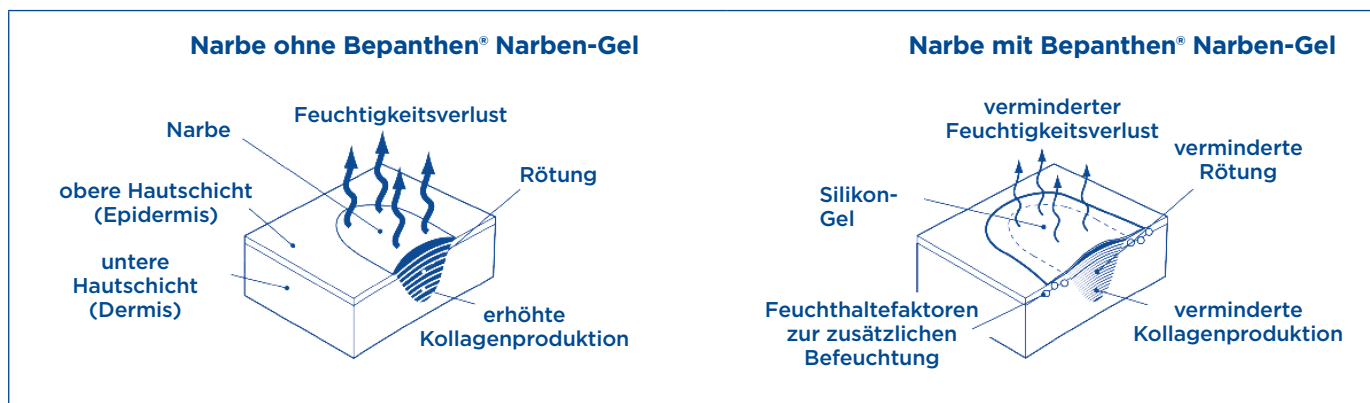 Narbe ohne Bepanthen® Narben-Gel
Feuchtigkeitsverlust
Narbe
Rötung
obere Hautschicht
(Epidermis)
untere
Hautschicht
(Dermis)
erhöhte
Kollagenproduktion
Narbe mit Bepanthen® Narben-Gel
verminderter
Feuchtigkeitsverlust
verminderte
Rötung
Silikon-
Gel
Feuchthaltefaktoren
zur zusätzlichen
Befeuchtung
verminderte
Kollagenproduktion